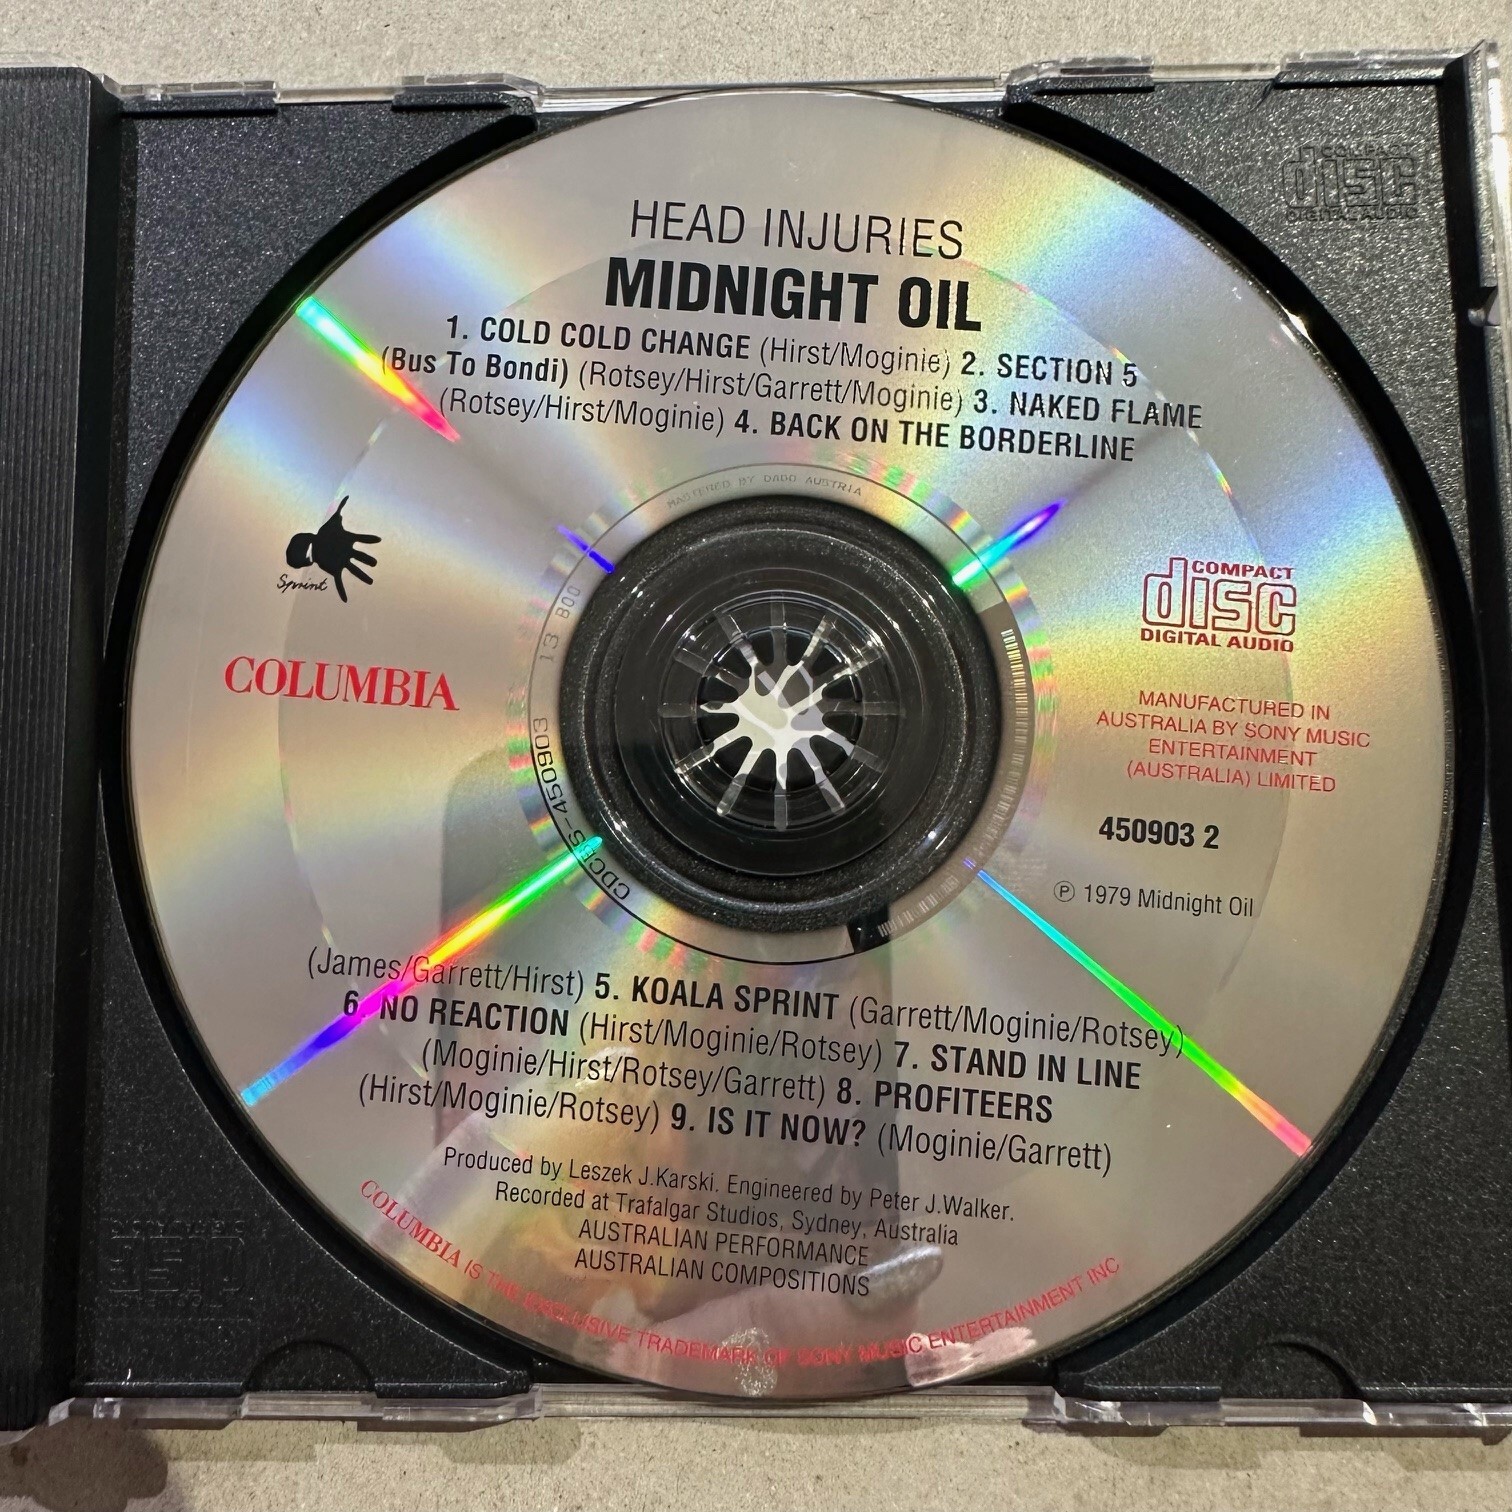 HEAD INJURIES
MIDNIGHT OIL
1. COLD COLD CHANGE (Hirst/Moginie) 2. SECTION 5
(Bus To Bondi) (Rotsey/Hirst/Garrett/Moginie) 3. NAKED FLAME
(Rotsey/Hirst/Moginie) 4. BACK ON THE BORDERLINE
MASTERED BY DADC AUSTRIA
COMPACT
disc
DIGITAL AUDIO
Sprint
COLUMBIA
COMPACT
disc
DIGITAL AUDIO
MANUFACTURED IN
AUSTRALIA BY SONY MUSIC
ENTERTAINMENT
(AUSTRALIA) LIMITED
450903 2
Ⓟ 1979 Midnight Oil
CDCBS-450903 13 B00
(James/Garrett/Hirst) 5. KOALA SPRINT (Garrett/Moginie/Rotsey)
6. NO REACTION (Hirst/Moginie/Rotsey) 7. STAND IN LINE
(Moginie/Hirst/Rotsey/Garrett) 8. PROFITEERS
(Hirst/Moginie/Rotsey) 9. IS IT NOW? (Moginie/Garrett)
Produced by Leszek J.Karski. Engineered by Peter J.Walker.
Recorded at Trafalgar Studios, Sydney, Australia
AUSTRALIAN PERFORMANCE
AUSTRALIAN COMPOSITIONS
COLUMBIA IS THE EXCLUSIVE TRADEMARK OF SONY MUSIC ENTERTAINMENT INC